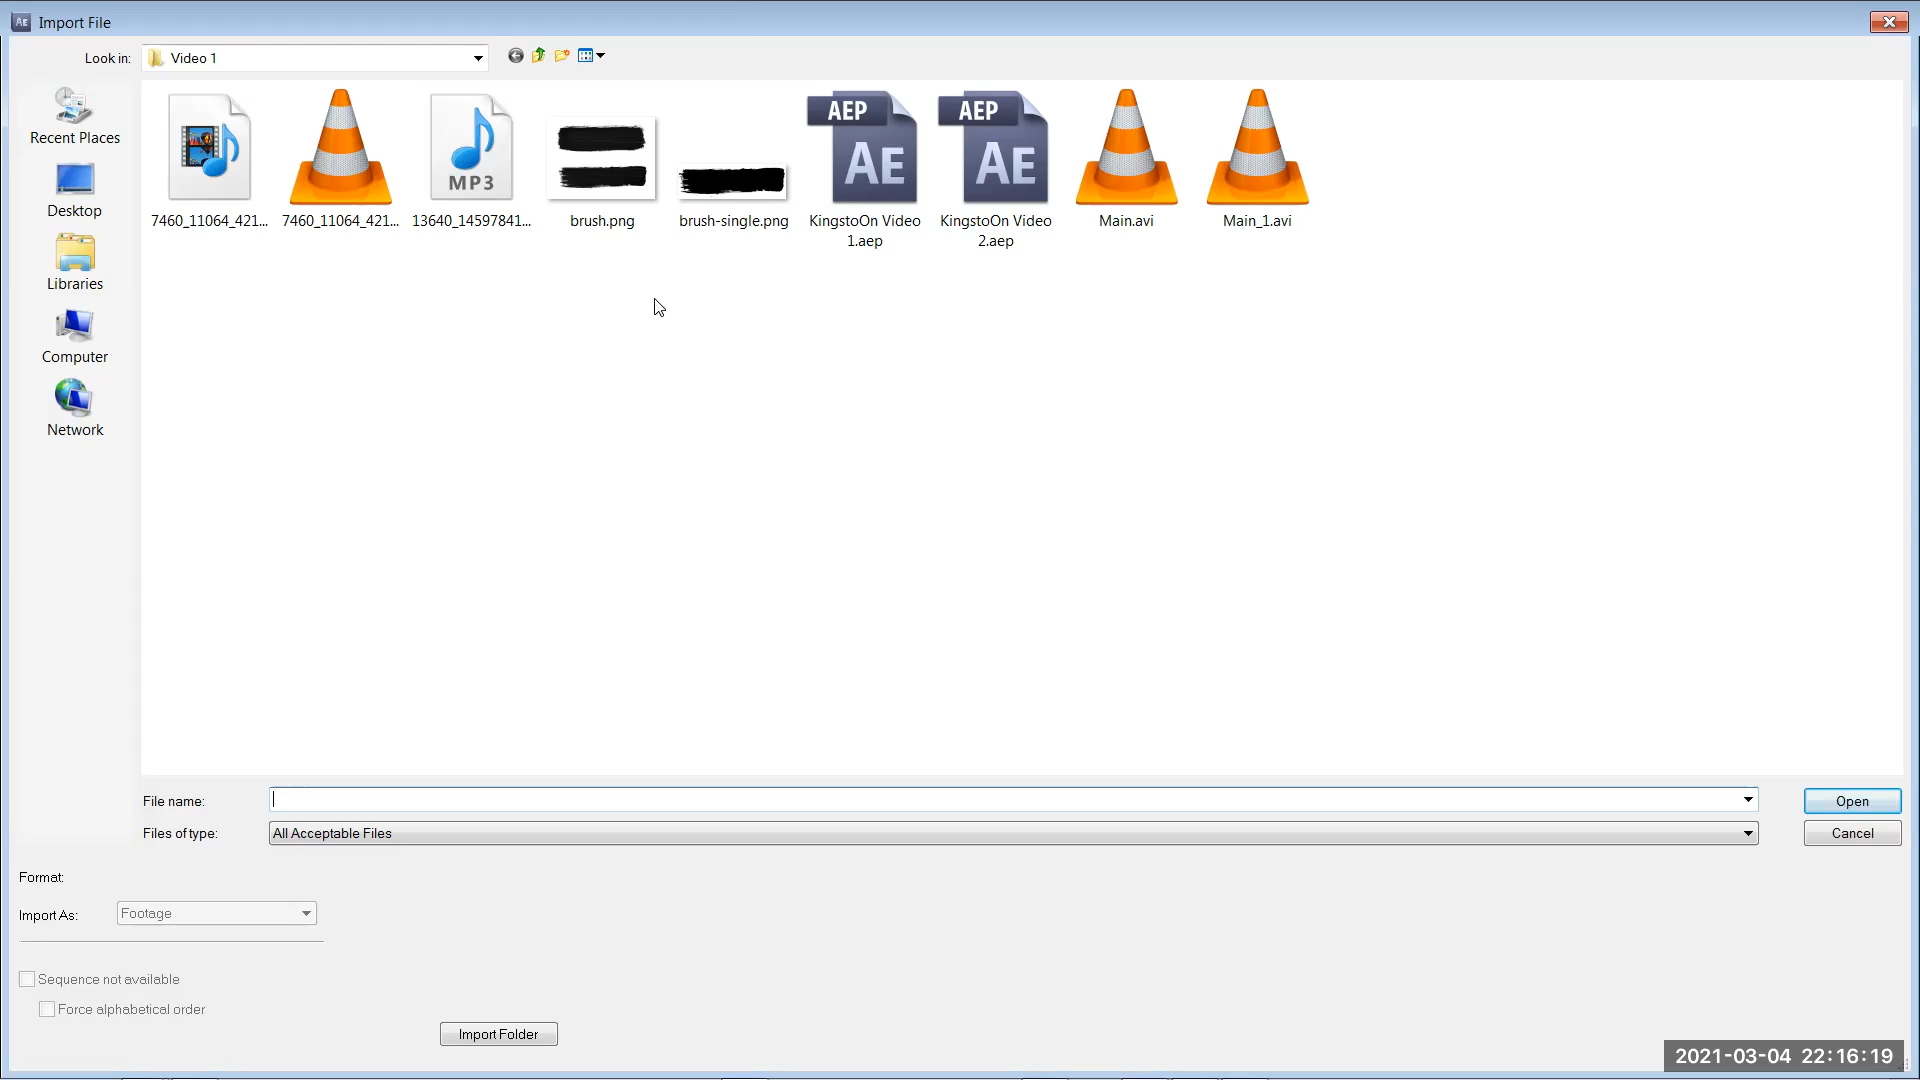 AE Import File
Look in: Video 1
Recent Places
Desktop
Libraries
Computer
Network
MP3
AEP
Ae
AEP
Ae
7460_11064_421... 7460_11064_421... 13640_14597841... brush.png brush-single.png KingstoOn Video 1.aep KingstoOn Video 2.aep Main.avi Main_1.avi
File name: Open
Files of type: All Acceptable Files Cancel
Format:
Import As: Footage
Sequence not available
Force alphabetical order
Import Folder
2021-03-04 22:16:19